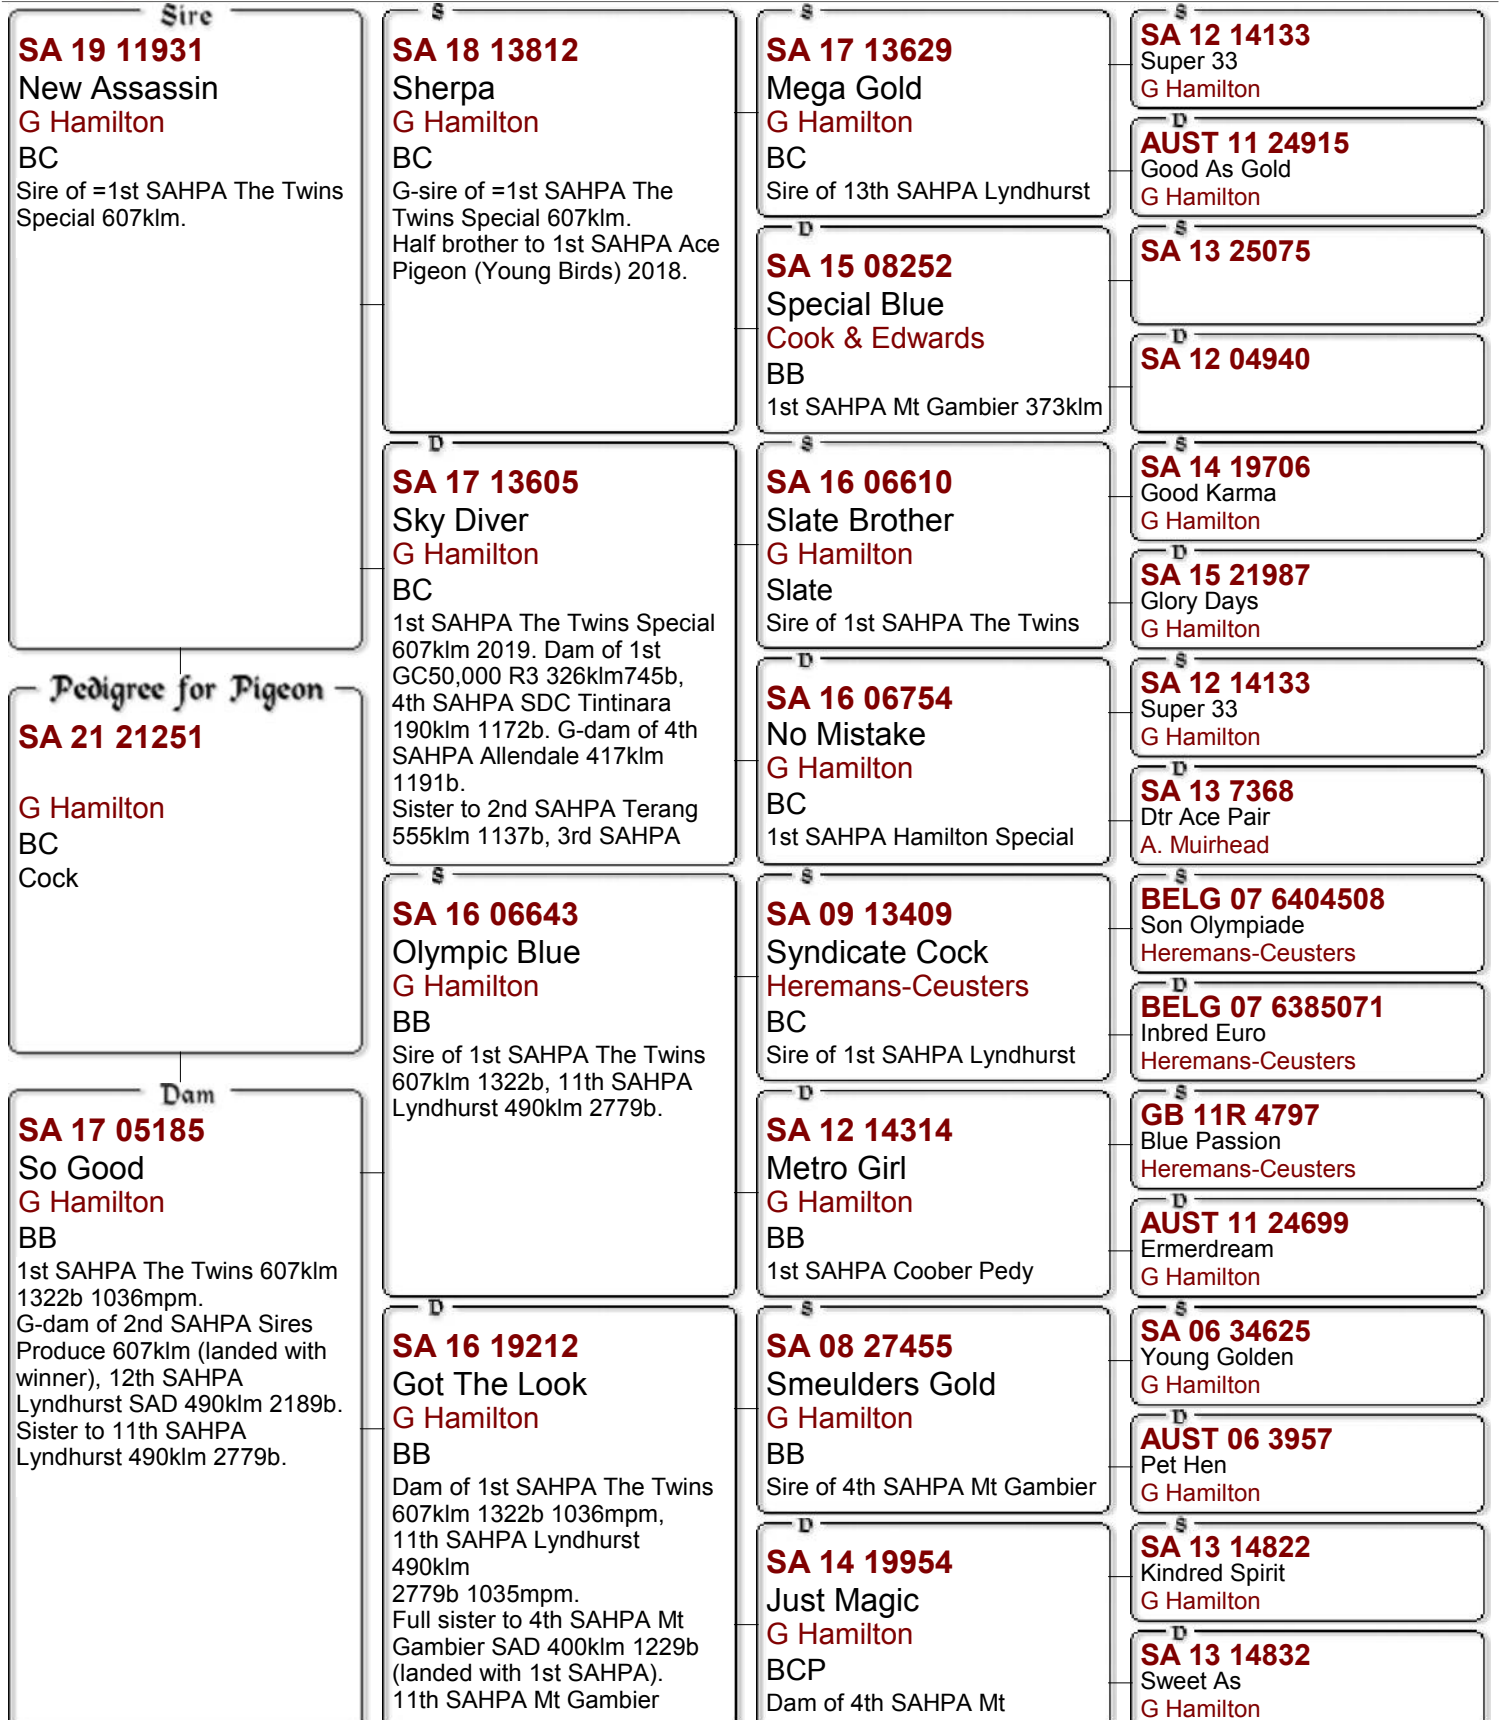 Sire
SA 19 11931
New Assassin
G Hamilton
BC
Sire of =1st SAHPA The Twins
Special 607klm.
Pedigree for Pigeon
SA 21 21251
G Hamilton
BC
Cock
Dam
SA 17 05185
So Good
G Hamilton
BB
1st SAHPA The Twins 607klm
1322b 1036mpm.
G-dam of 2nd SAHPA Sires
Produce 607klm (landed with
winner), 12th SAHPA
Lyndhurst SAD 490klm 2189b.
Sister to 11th SAHPA
Lyndhurst 490klm 2779b.
S
SA 18 13812
Sherpa
G Hamilton
BC
G-sire of =1st SAHPA The
Twins Special 607klm.
Half brother to 1st SAHPA Ace
Pigeon (Young Birds) 2018.
D
SA 17 13605
Sky Diver
G Hamilton
BC
1st SAHPA The Twins Special
607klm 2019. Dam of 1st
GC50,000 R3 326klm745b,
4th SAHPA SDC Tintinara
190klm 1172b. G-dam of 4th
SAHPA Allendale 417klm
1191b.
Sister to 2nd SAHPA Terang
555klm 1137b, 3rd SAHPA
S
SA 16 06643
Olympic Blue
G Hamilton
BB
Sire of 1st SAHPA The Twins
607klm 1322b, 11th SAHPA
Lyndhurst 490klm 2779b.
D
SA 16 19212
Got The Look
G Hamilton
BB
Dam of 1st SAHPA The Twins
607klm 1322b 1036mpm,
11th SAHPA Lyndhurst
490klm
2779b 1035mpm.
Full sister to 4th SAHPA Mt
Gambier SAD 400klm 1229b
(landed with 1st SAHPA).
11th SAHPA Mt Gambier
S
SA 17 13629
Mega Gold
G Hamilton
BC
Sire of 13th SAHPA Lyndhurst
D
SA 15 08252
Special Blue
Cook & Edwards
BB
1st SAHPA Mt Gambier 373klm
S
SA 16 06610
Slate Brother
G Hamilton
Slate
Sire of 1st SAHPA The Twins
D
SA 16 06754
No Mistake
G Hamilton
BC
1st SAHPA Hamilton Special
S
SA 09 13409
Syndicate Cock
Heremans-Ceusters
BC
Sire of 1st SAHPA Lyndhurst
D
SA 12 14314
Metro Girl
G Hamilton
BB
1st SAHPA Coober Pedy
S
SA 08 27455
Smeulders Gold
G Hamilton
BB
Sire of 4th SAHPA Mt Gambier
D
SA 14 19954
Just Magic
G Hamilton
BCP
Dam of 4th SAHPA Mt
S
SA 12 14133
Super 33
G Hamilton
D
AUST 11 24915
Good As Gold
G Hamilton
S
SA 13 25075
D
SA 12 04940
S
SA 14 19706
Good Karma
G Hamilton
D
SA 15 21987
Glory Days
G Hamilton
S
SA 12 14133
Super 33
G Hamilton
D
SA 13 7368
Dtr Ace Pair
A. Muirhead
S
BELG 07 6404508
Son Olympiade
Heremans-Ceusters
D
BELG 07 6385071
Inbred Euro
Heremans-Ceusters
S
GB 11R 4797
Blue Passion
Heremans-Ceusters
D
AUST 11 24699
Ermerdream
G Hamilton
S
SA 06 34625
Young Golden
G Hamilton
D
AUST 06 3957
Pet Hen
G Hamilton
S
SA 13 14822
Kindred Spirit
G Hamilton
D
SA 13 14832
Sweet As
G Hamilton